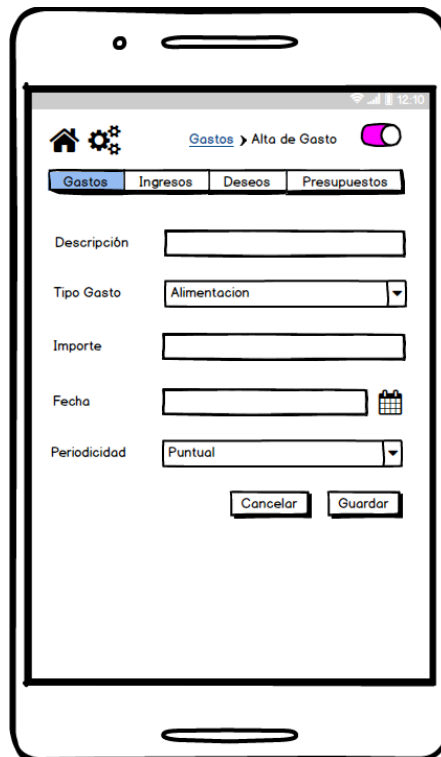 12:10
Gastos > Alta de Gasto
Gastos Ingresos Deseos Presupuestos
Descripción
Tipo Gasto Alimentacion
Importe
Fecha
Periodicidad Puntual
Cancelar Guardar